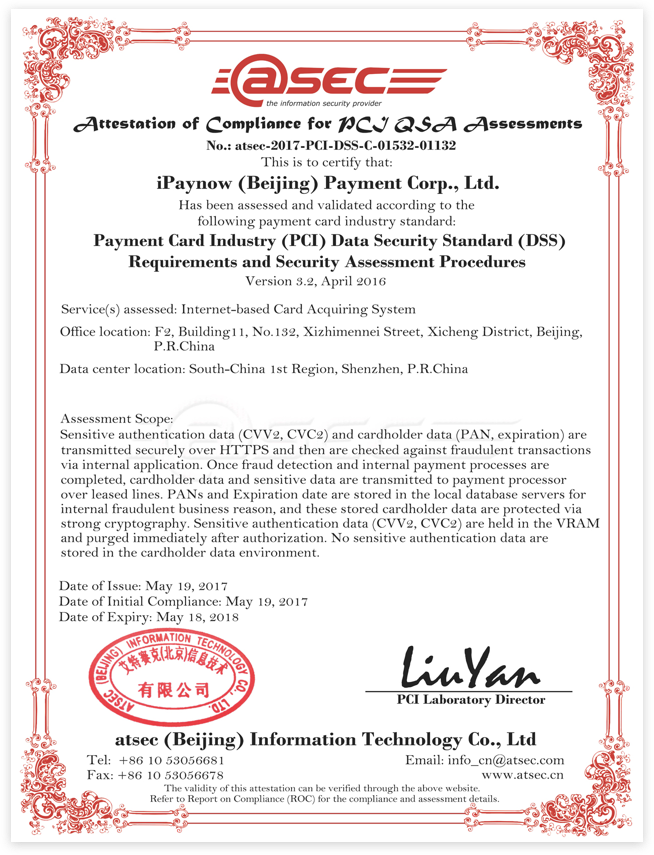 @SEC
the information security provider
Attestation of Compliance for PCI QSA Assessments
No.: atsec-2017-PCI-DSS-C-01532-01132
This is to certify that:
iPaynow (Beijing) Payment Corp., Ltd.
Has been assessed and validated according to the
following payment card industry standard:
Payment Card Industry (PCI) Data Security Standard (DSS)
Requirements and Security Assessment Procedures
Version 3.2, April 2016
Service(s) assessed: Internet-based Card Acquiring System
Office location: F2, Building11, No.132, Xizhimennei Street, Xicheng District, Beijing,
P.R.China
Data center location: South-China 1st Region, Shenzhen, P.R.China
Assessment Scope:
Sensitive authentication data (CVV2, CVC2) and cardholder data (PAN, expiration) are
transmitted securely over HTTPS and then are checked against fraudulent transactions
via internal application. Once fraud detection and internal payment processes are
completed, cardholder data and sensitive data are transmitted to payment processor
over leased lines. PANs and Expiration date are stored in the local database servers for
internal fraudulent business reason, and these stored cardholder data are protected via
strong cryptography. Sensitive authentication data (CVV2, CVC2) are held in the VRAM
and purged immediately after authorization. No sensitive authentication data are
stored in the cardholder data environment.
Date of Issue: May 19, 2017
Date of Initial Compliance: May 19, 2017
Date of Expiry: May 18, 2018
ATSEC (BEIJING) INFORMATION TECHNOLOGY CO., LTD.
艾特赛克(北京)信息技术
有限公司
LiuYan
PCI Laboratory Director
atsec (Beijing) Information Technology Co., Ltd
Tel: +86 10 53056681
Email: info_cn@atsec.com
Fax: +86 10 53056678
www.atsec.cn
The validity of this attestation can be verified through the above website.
Refer to Report on Compliance (ROC) for the compliance and assessment details.